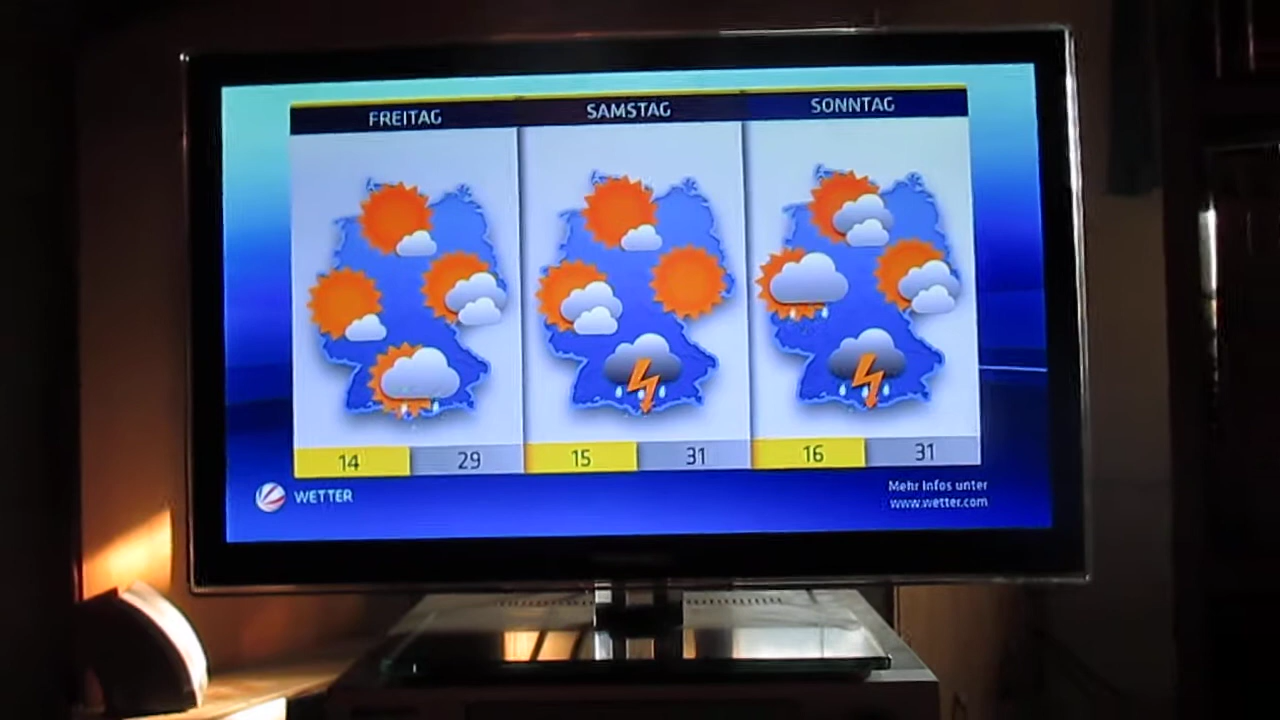 FREITAG
SAMSTAG
SONNTAG
14 29
15 31
16 31
WETTER
Mehr Infos unter
www.wetter.com